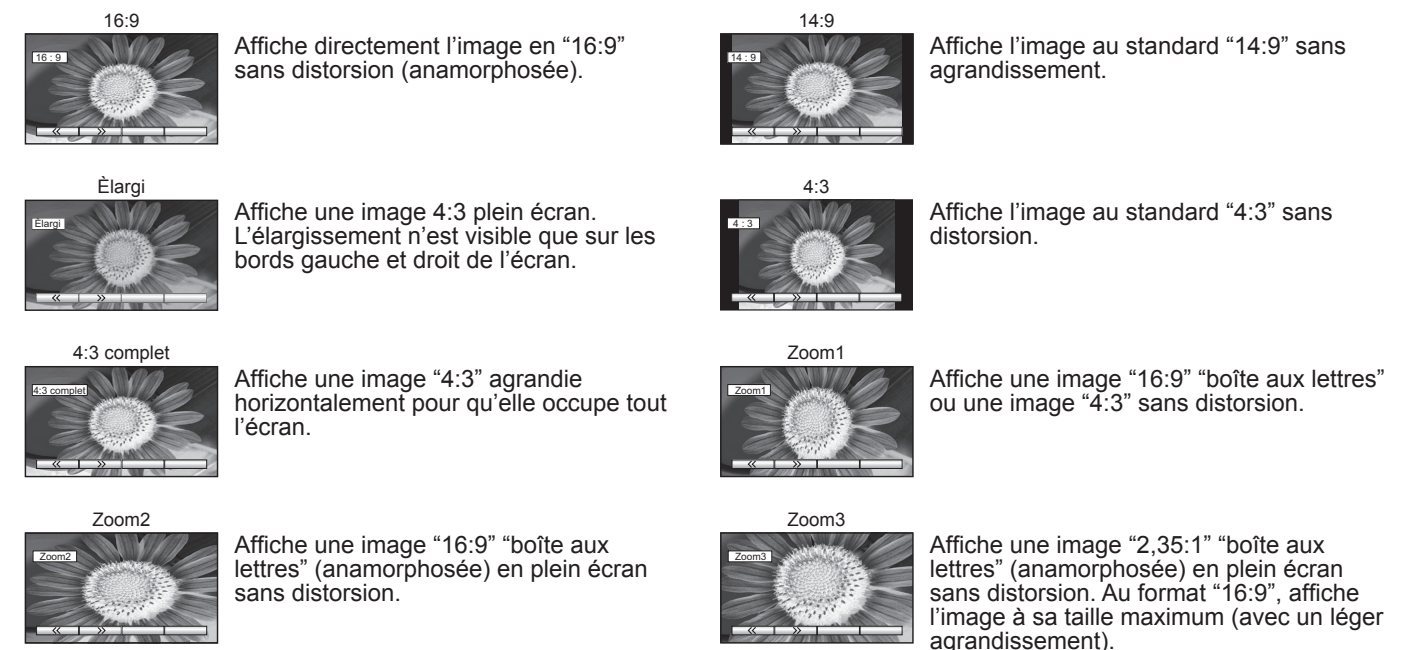 16:9
16 : 9
Affiche directement l’image en “16:9”
sans distorsion (anamorphosée).
14:9
14 : 9
Affiche l’image au standard “14:9” sans
agrandissement.
Èlargi
Èlargi
Affiche une image 4:3 plein écran.
L’élargissement n’est visible que sur les
bords gauche et droit de l’écran.
4:3
4 : 3
Affiche l’image au standard “4:3” sans
distorsion.
4:3 complet
4:3 complet
Affiche une image “4:3” agrandie
horizontalement pour qu’elle occupe tout
l’écran.
Zoom1
Zoom1
Affiche une image “16:9” “boîte aux lettres”
ou une image “4:3” sans distorsion.
Zoom2
Zoom2
Affiche une image “16:9” “boîte aux
lettres” (anamorphosée) en plein écran
sans distorsion.
Zoom3
Zoom3
Affiche une image “2,35:1” “boîte aux
lettres” (anamorphosée) en plein écran
sans distorsion. Au format “16:9”, affiche
l’image à sa taille maximum (avec un léger
agrandissement).